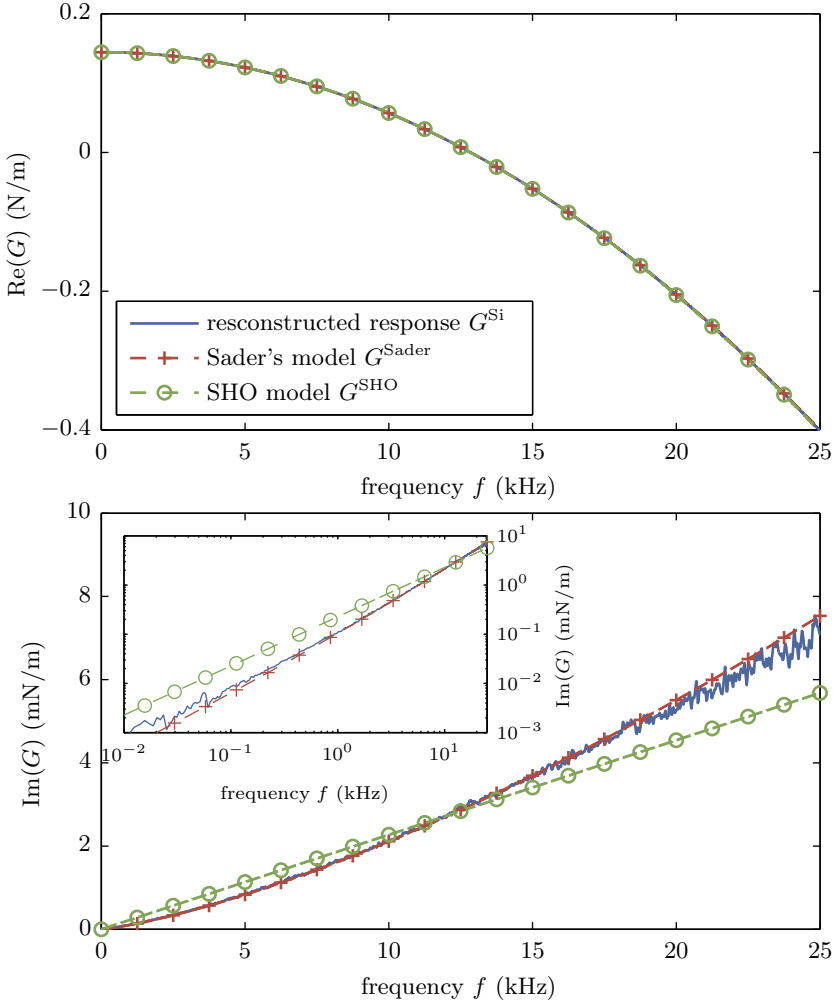 0.2
0
−0.2
−0.4
Re(G) (N/m)
resconstructed response G^Si
Sader's model G^Sader
SHO model G^SHO
0 5 10 15 20 25
frequency f (kHz)
10
8
6
4
2
0
Im(G) (mN/m)
10^1
10^0
10^−1
10^−2
10^−3
Im(G) (mN/m)
10^−2 10^−1 10^0 10^1
frequency f (kHz)
0 5 10 15 20 25
frequency f (kHz)